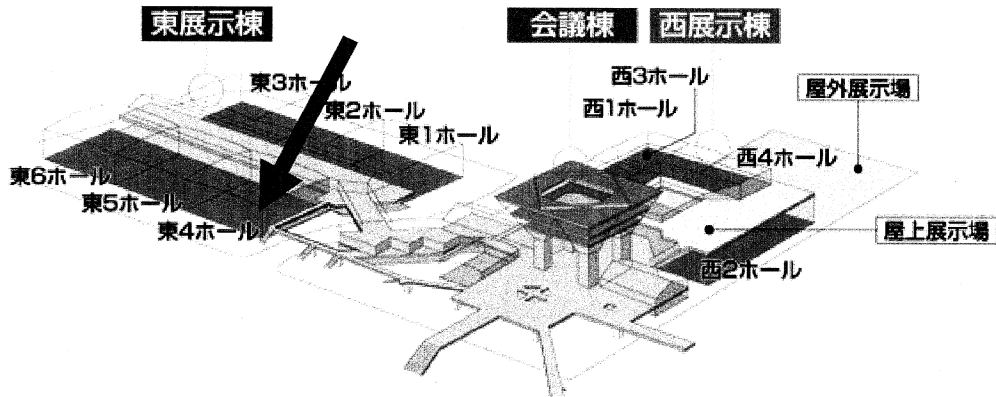 東展示棟
会議棟
西展示棟
東3ホール
東2ホール
東1ホール
東6ホール
東5ホール
東4ホール
西3ホール
西1ホール
西4ホール
西2ホール
屋外展示場
屋上展示場